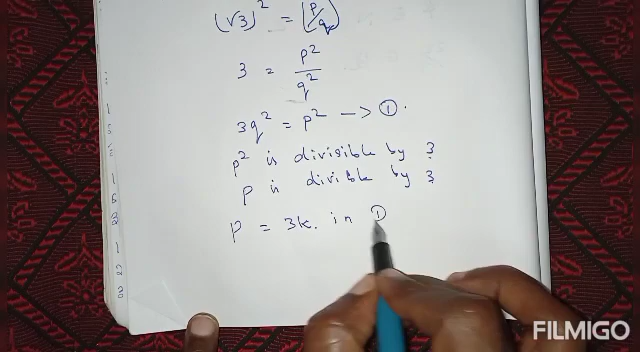 (√3)² = (p/q)²
3 = p²/q²
3q² = p² —> ①.
p² is divisible by 3
p is divisble by 3
p = 3k. in ①
FILMIGO